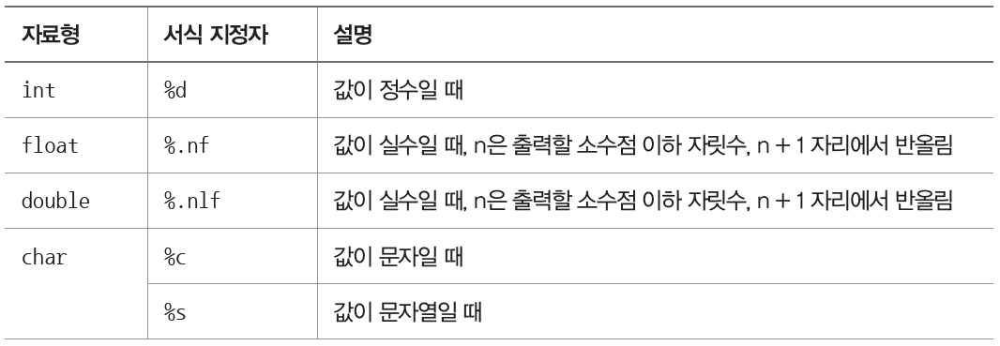 자료형 서식 지정자 설명
int %d 값이 정수일 때
float %.nf 값이 실수일 때, n은 출력할 소수점 이하 자릿수, n + 1 자리에서 반올림
double %.nlf 값이 실수일 때, n은 출력할 소수점 이하 자릿수, n + 1 자리에서 반올림
char %c 값이 문자일 때
%s 값이 문자열일 때